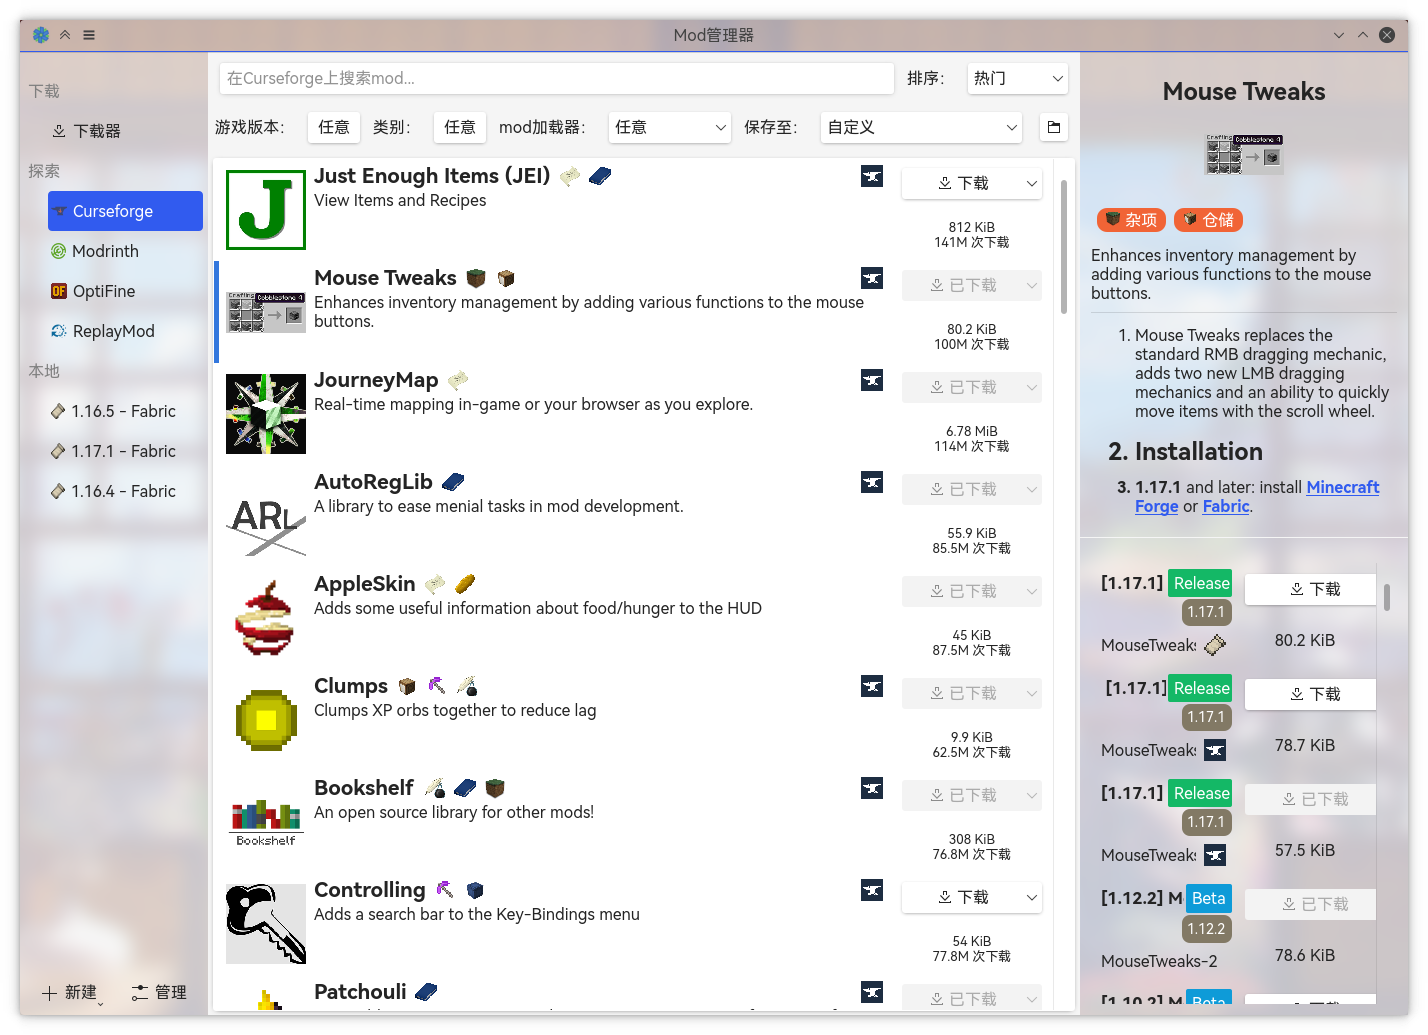 Mod管理器
下载
下载器
探索
Curseforge
Modrinth
OptiFine
ReplayMod
本地
1.16.5 - Fabric
1.17.1 - Fabric
1.16.4 - Fabric
新建
管理
在Curseforge上搜索mod...
排序：
热门
游戏版本：
任意
类别：
任意
mod加载器：
任意
保存至：
自定义
Just Enough Items (JEI)
View Items and Recipes
下载
812 KiB
141M 次下载
Mouse Tweaks
Enhances inventory management by adding various functions to the mouse
buttons.
Crafting
Cobblestone 4
已下载
80.2 KiB
100M 次下载
JourneyMap
Real-time mapping in-game or your browser as you explore.
已下载
6.78 MiB
114M 次下载
AutoRegLib
A library to ease menial tasks in mod development.
ARL
已下载
55.9 KiB
85.5M 次下载
AppleSkin
Adds some useful information about food/hunger to the HUD
已下载
45 KiB
87.5M 次下载
Clumps
Clumps XP orbs together to reduce lag
已下载
9.9 KiB
62.5M 次下载
Bookshelf
An open source library for other mods!
Bookshelf
已下载
308 KiB
76.8M 次下载
Controlling
Adds a search bar to the Key-Bindings menu
下载
54 KiB
77.8M 次下载
Patchouli
已下载
Mouse Tweaks
Crafting
Cobblestone 4
杂项
仓储
Enhances inventory management by
adding various functions to the mouse
buttons.
1. Mouse Tweaks replaces the
standard RMB dragging mechanic,
adds two new LMB dragging
mechanics and an ability to quickly
move items with the scroll wheel.
2. Installation
3. 1.17.1 and later: install Minecraft
Forge or Fabric.
[1.17.1] Release
1.17.1
下载
MouseTweaks
80.2 KiB
[1.17.1] Release
1.17.1
下载
MouseTweaks
78.7 KiB
[1.17.1] Release
1.17.1
已下载
MouseTweaks
57.5 KiB
[1.12.2] M Beta
1.12.2
已下载
MouseTweaks-2
78.6 KiB
[1.10.2] M Beta
下载